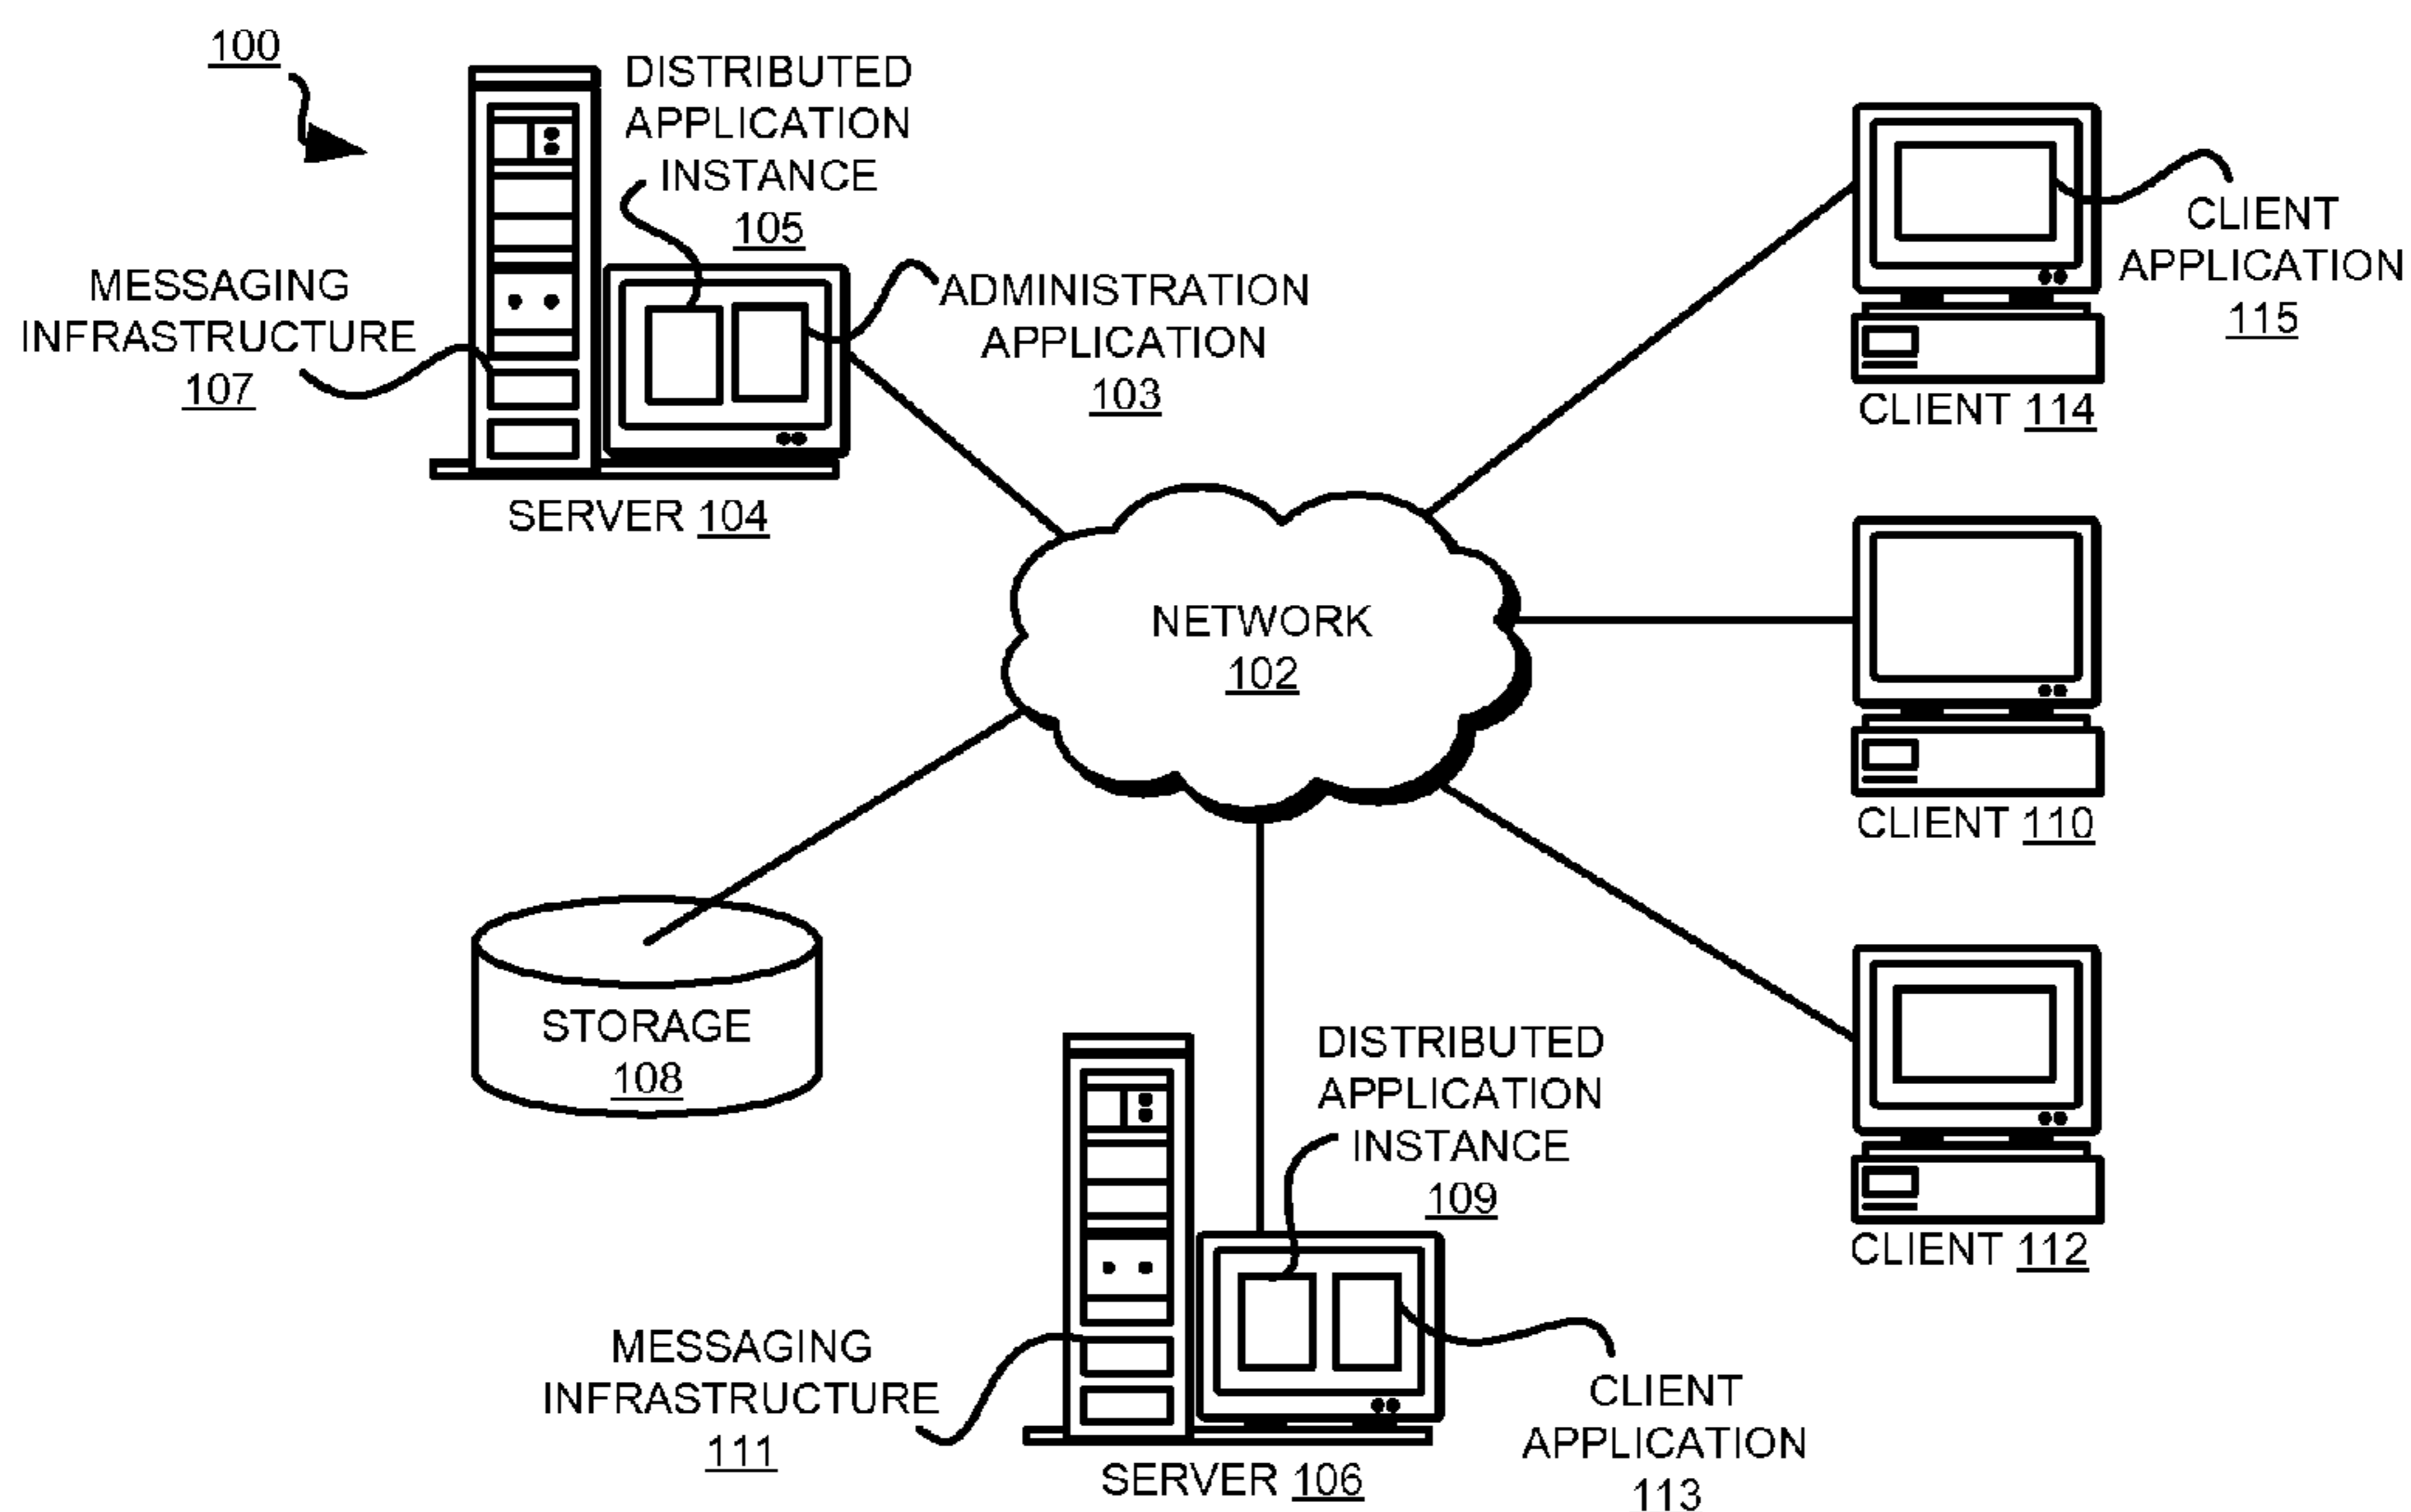 100
DISTRIBUTED
APPLICATION
INSTANCE
105
MESSAGING
INFRASTRUCTURE
107
ADMINISTRATION
APPLICATION
103
SERVER 104
CLIENT
APPLICATION
115
CLIENT 114
NETWORK
102
CLIENT 110
STORAGE
108
DISTRIBUTED
APPLICATION
INSTANCE
109
CLIENT 112
MESSAGING
INFRASTRUCTURE
111
CLIENT
APPLICATION
113
SERVER 106